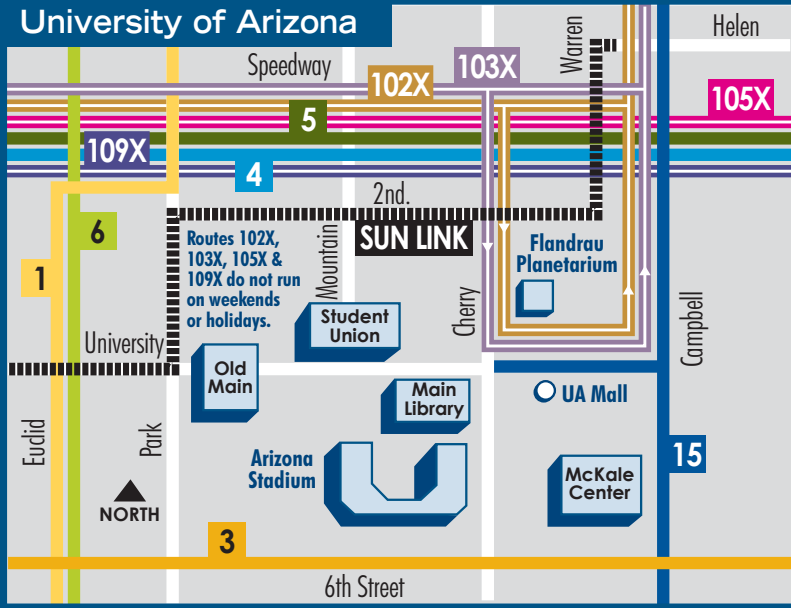 University of Arizona
Helen
Warren
Speedway
103X
102X
105X
5
109X
4
2nd.
6
SUN LINK
Routes 102X,
103X, 105X &
109X do not run
on weekends
or holidays.
Mountain
Flandrau
Planetarium
1
Cherry
Campbell
Student
Union
University
Old
Main
Main
Library
UA Mall
Euclid
Park
15
Arizona
Stadium
McKale
Center
NORTH
3
6th Street